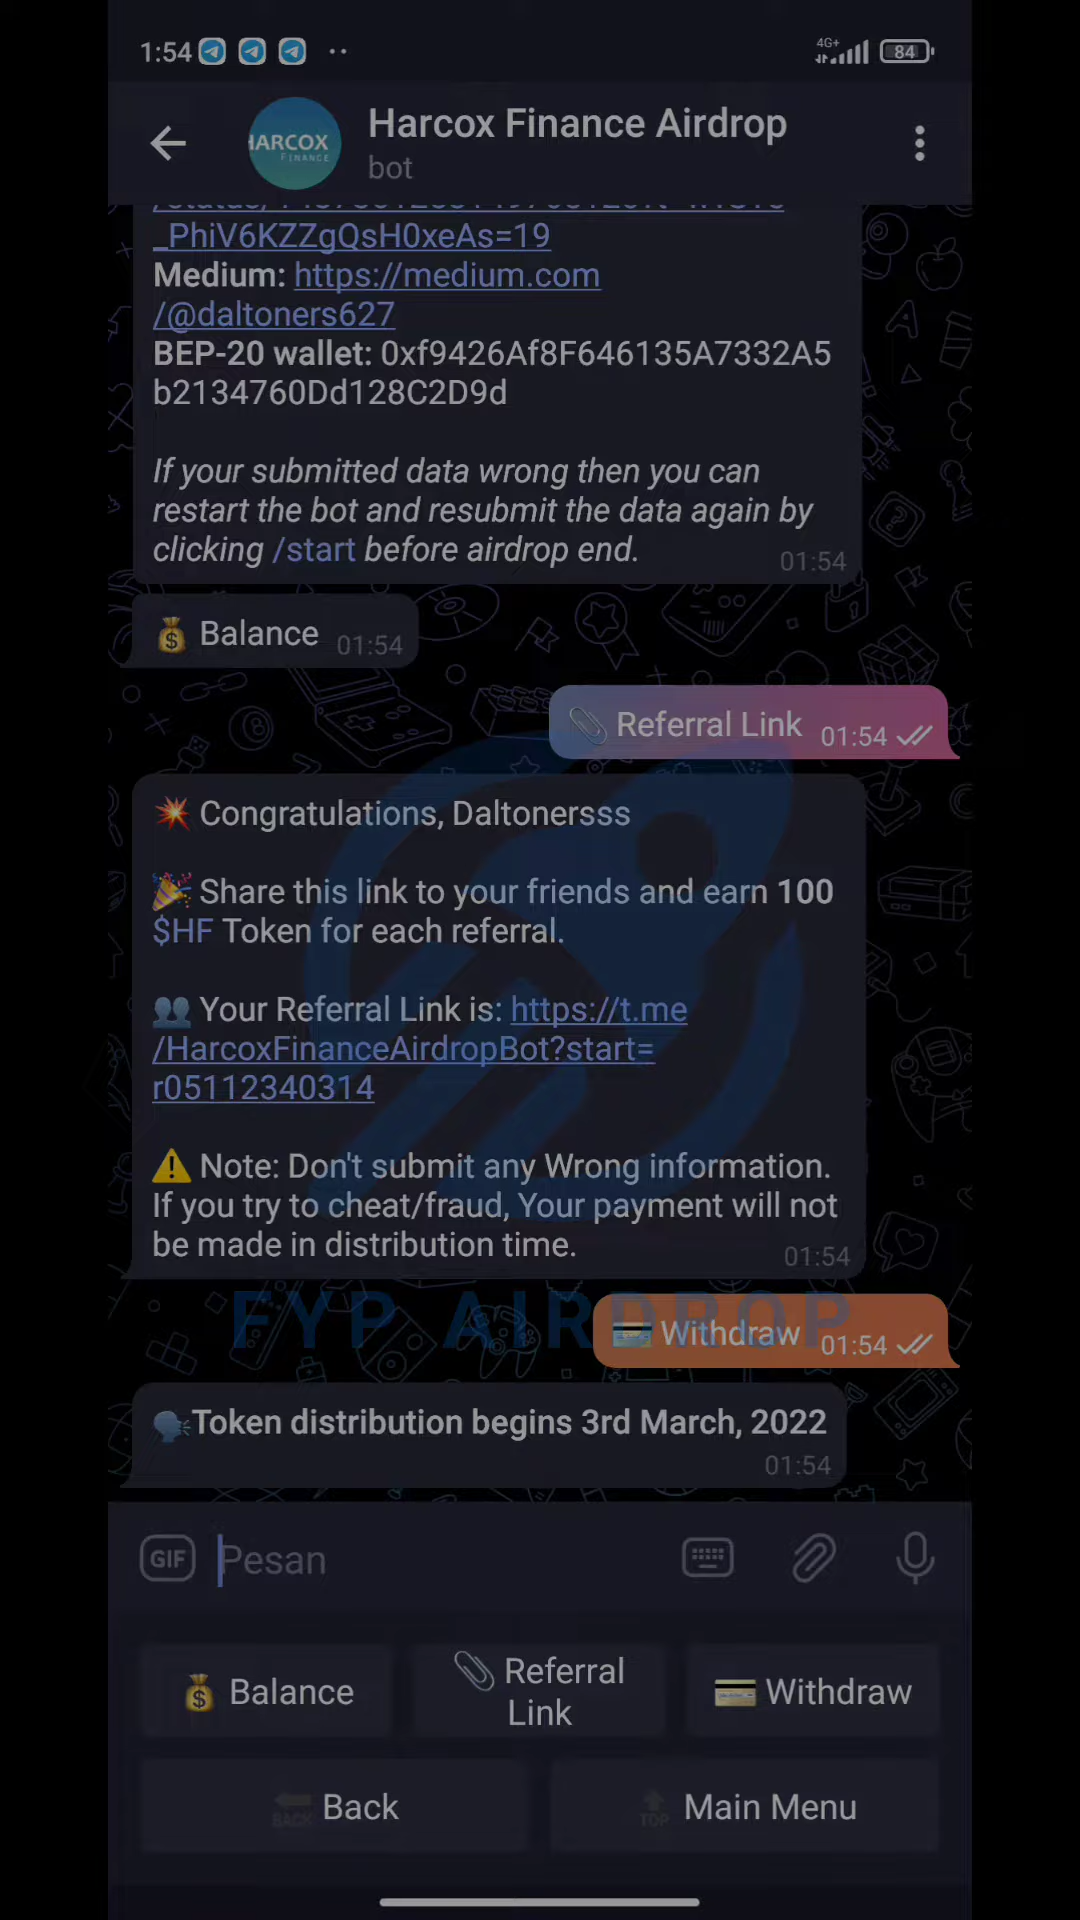 1:54
4G+
84
HARCOX
FINANCE
Harcox Finance Airdrop
bot
_PhiV6KZZgQsH0xeAs=19
Medium: https://medium.com
/@daltoners627
BEP-20 wallet: 0xf9426Af8F646135A7332A5
b2134760Dd128C2D9d
If your submitted data wrong then you can
restart the bot and resubmit the data again by
clicking /start before airdrop end.
01:54
💰 Balance 01:54
📎 Referral Link 01:54
💥 Congratulations, Daltonersss
🎉 Share this link to your friends and earn 100
$HF Token for each referral.
👥 Your Referral Link is: https://t.me
/HarcoxFinanceAirdropBot?start=
r05112340314
⚠️ Note: Don't submit any Wrong information.
If you try to cheat/fraud, Your payment will not
be made in distribution time.
01:54
FYP AIRDROP
💳 Withdraw 01:54
🗣Token distribution begins 3rd March, 2022
01:54
GIF
Pesan
💰 Balance
📎 Referral
Link
💳 Withdraw
BACK
Back
TOP
Main Menu